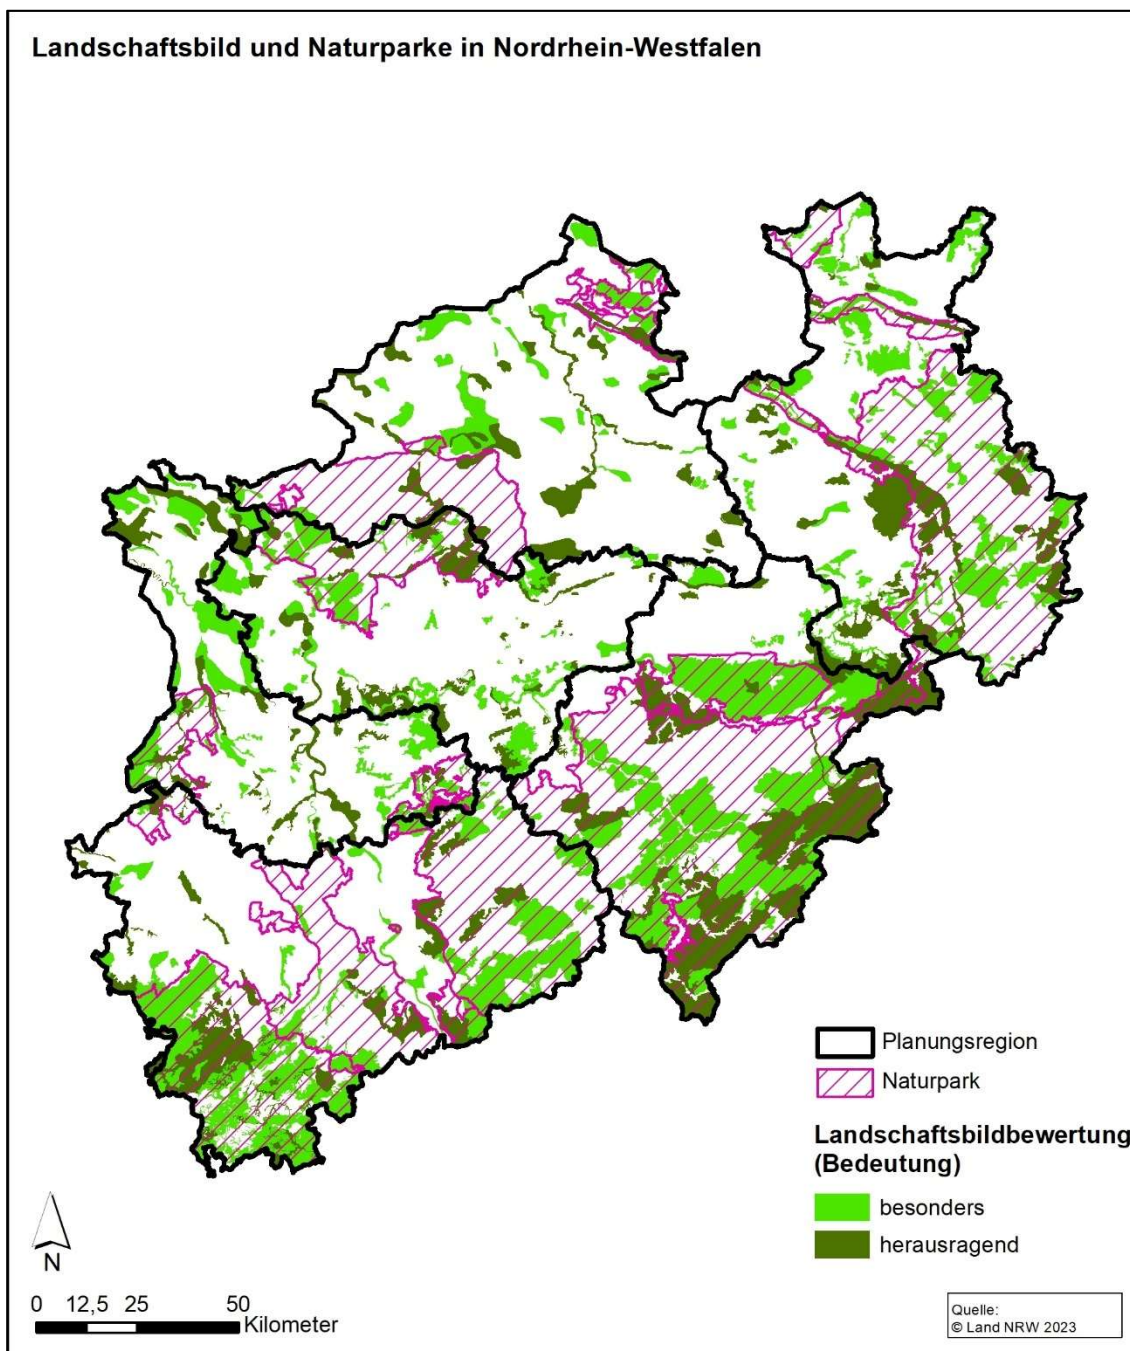 Landschaftsbild und Naturparke in Nordrhein-Westfalen
Planungsregion
Naturpark
Landschaftsbildbewertung
(Bedeutung)
besonders
herausragend
N
0 12,5 25 50
Kilometer
Quelle:
© Land NRW 2023